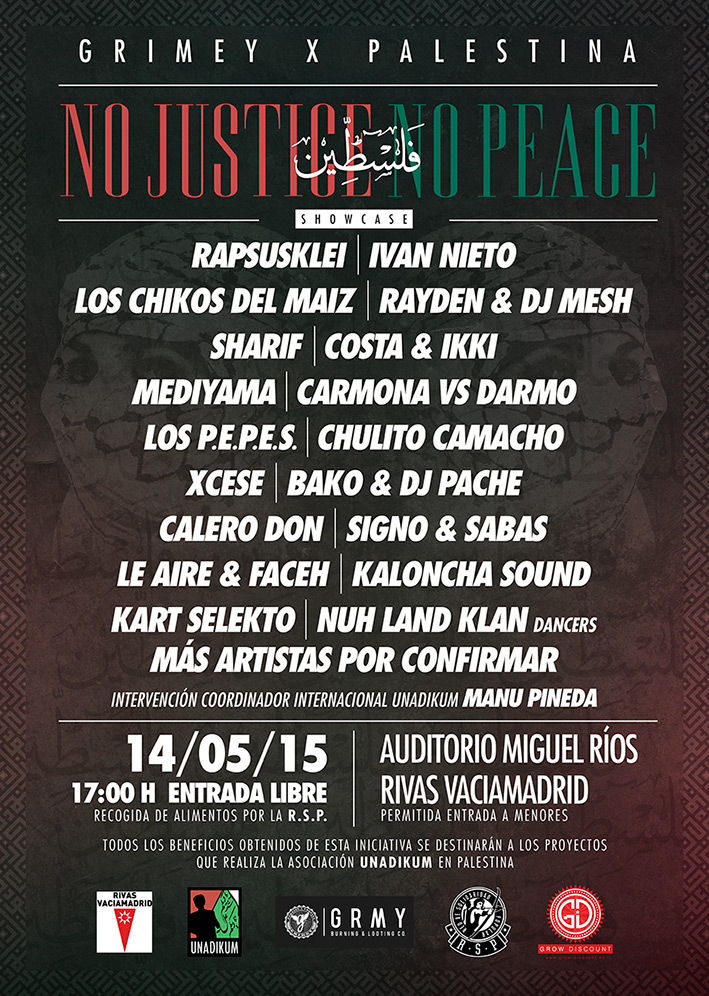 GRIMEY X PALESTINA
NO JUSTICE NO PEACE
فَلَسْطِّين
SHOWCASE
RAPSUSKLEI | IVAN NIETO
LOS CHIKOS DEL MAIZ | RAYDEN & DJ MESH
SHARIF | COSTA & IKKI
MEDIYAMA | CARMONA VS DARMO
LOS P.E.P.E.S. | CHULITO CAMACHO
XCESE | BAKO & DJ PACHE
CALERO DON | SIGNO & SABAS
LE AIRE & FACEH | KALONCHA SOUND
KART SELEKTO | NUH LAND KLAN DANCERS
MÁS ARTISTAS POR CONFIRMAR
INTERVENCIÓN COORDINADOR INTERNACIONAL UNADIKUM MANU PINEDA
14/05/15
17:00 H ENTRADA LIBRE
RECOGIDA DE ALIMENTOS POR LA R.S.P.
AUDITORIO MIGUEL RÍOS
RIVAS VACIAMADRID
PERMITIDA ENTRADA A MENORES
TODOS LOS BENEFICIOS OBTENIDOS DE ESTA INICIATIVA SE DESTINARÁN A LOS PROYECTOS
QUE REALIZA LA ASOCIACIÓN UNADIKUM EN PALESTINA
RIVAS
VACIAMADRID
UNADIKUM
GRMY
BURNING & LOOTING CO
R.S.P.
GROW DISCOUNT